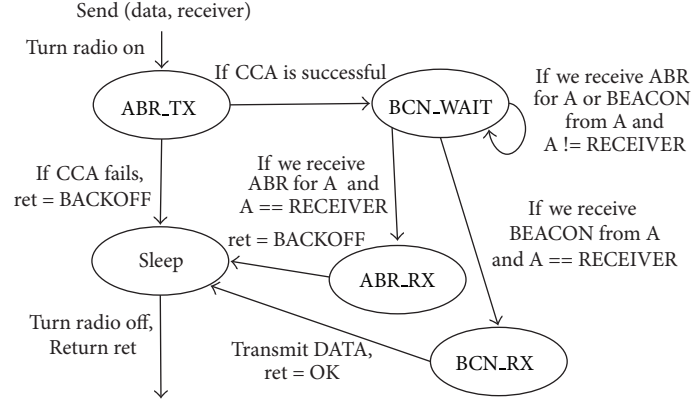 Send (data, receiver)
Turn radio on
If CCA is successful
ABR_TX
BCN_WAIT
If we receive ABR
for A or BEACON
from A and
A != RECEIVER
If CCA fails,
ret = BACKOFF
If we receive
ABR for A and
A == RECEIVER
If we receive
BEACON from A
and A == RECEIVER
ret = BACKOFF
Sleep
ABR_RX
Turn radio off,
Return ret
Transmit DATA,
ret = OK
BCN_RX